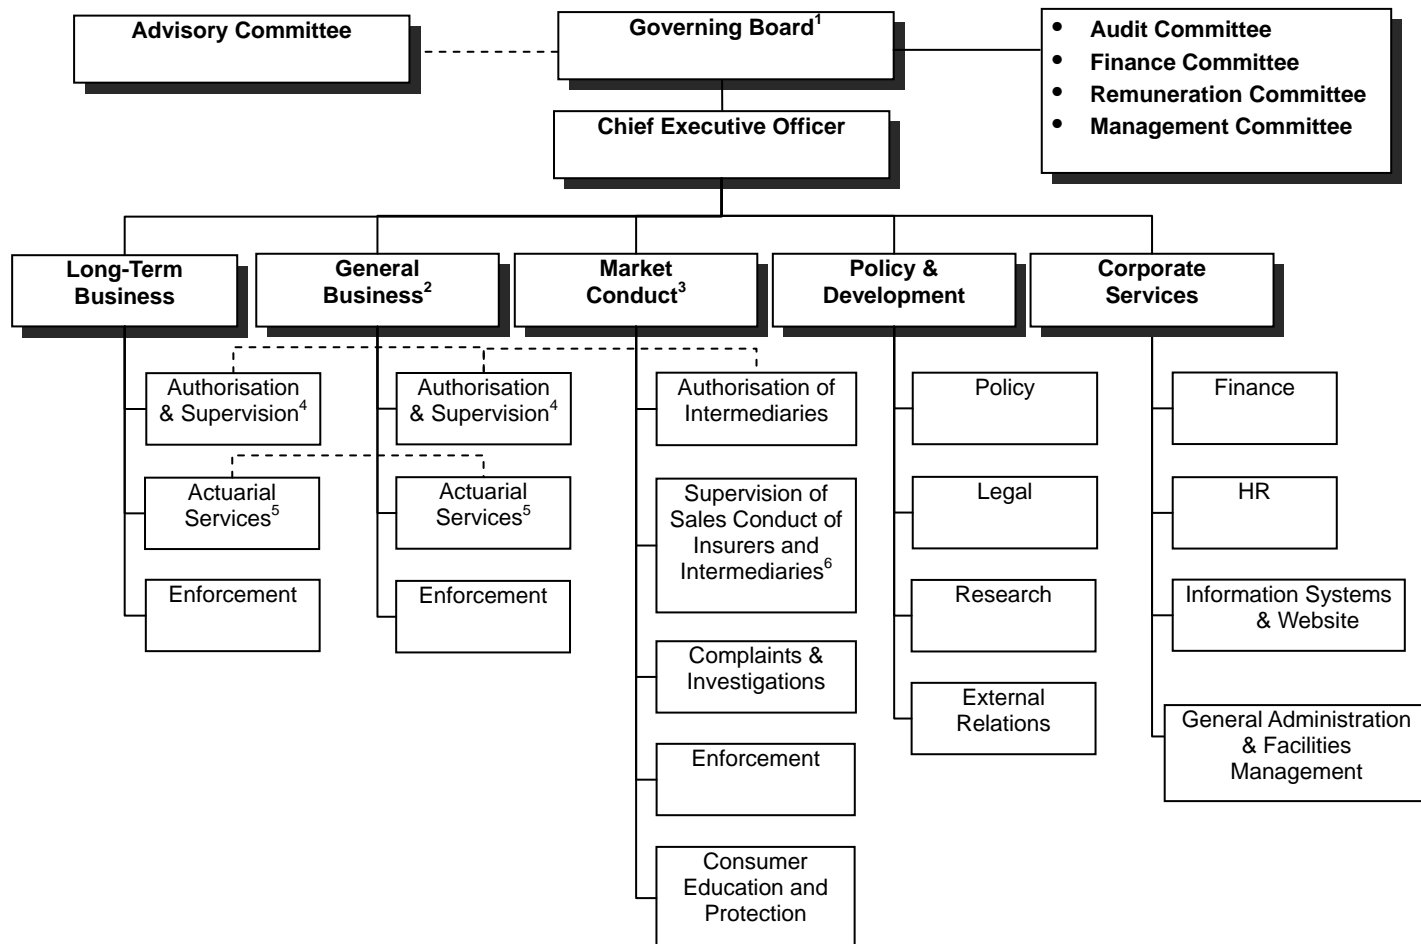 Advisory Committee
Governing Board1
• Audit Committee
• Finance Committee
• Remuneration Committee
• Management Committee
Chief Executive Officer
Long-Term
Business
General
Business2
Market
Conduct3
Policy &
Development
Corporate
Services
Authorisation
& Supervision4
Actuarial
Services5
Enforcement
Authorisation
& Supervision4
Actuarial
Services5
Enforcement
Authorisation of
Intermediaries
Supervision of
Sales Conduct of
Insurers and
Intermediaries6
Complaints &
Investigations
Enforcement
Consumer
Education and
Protection
Policy
Legal
Research
External
Relations
Finance
HR
Information Systems
& Website
General Administration
& Facilities
Management